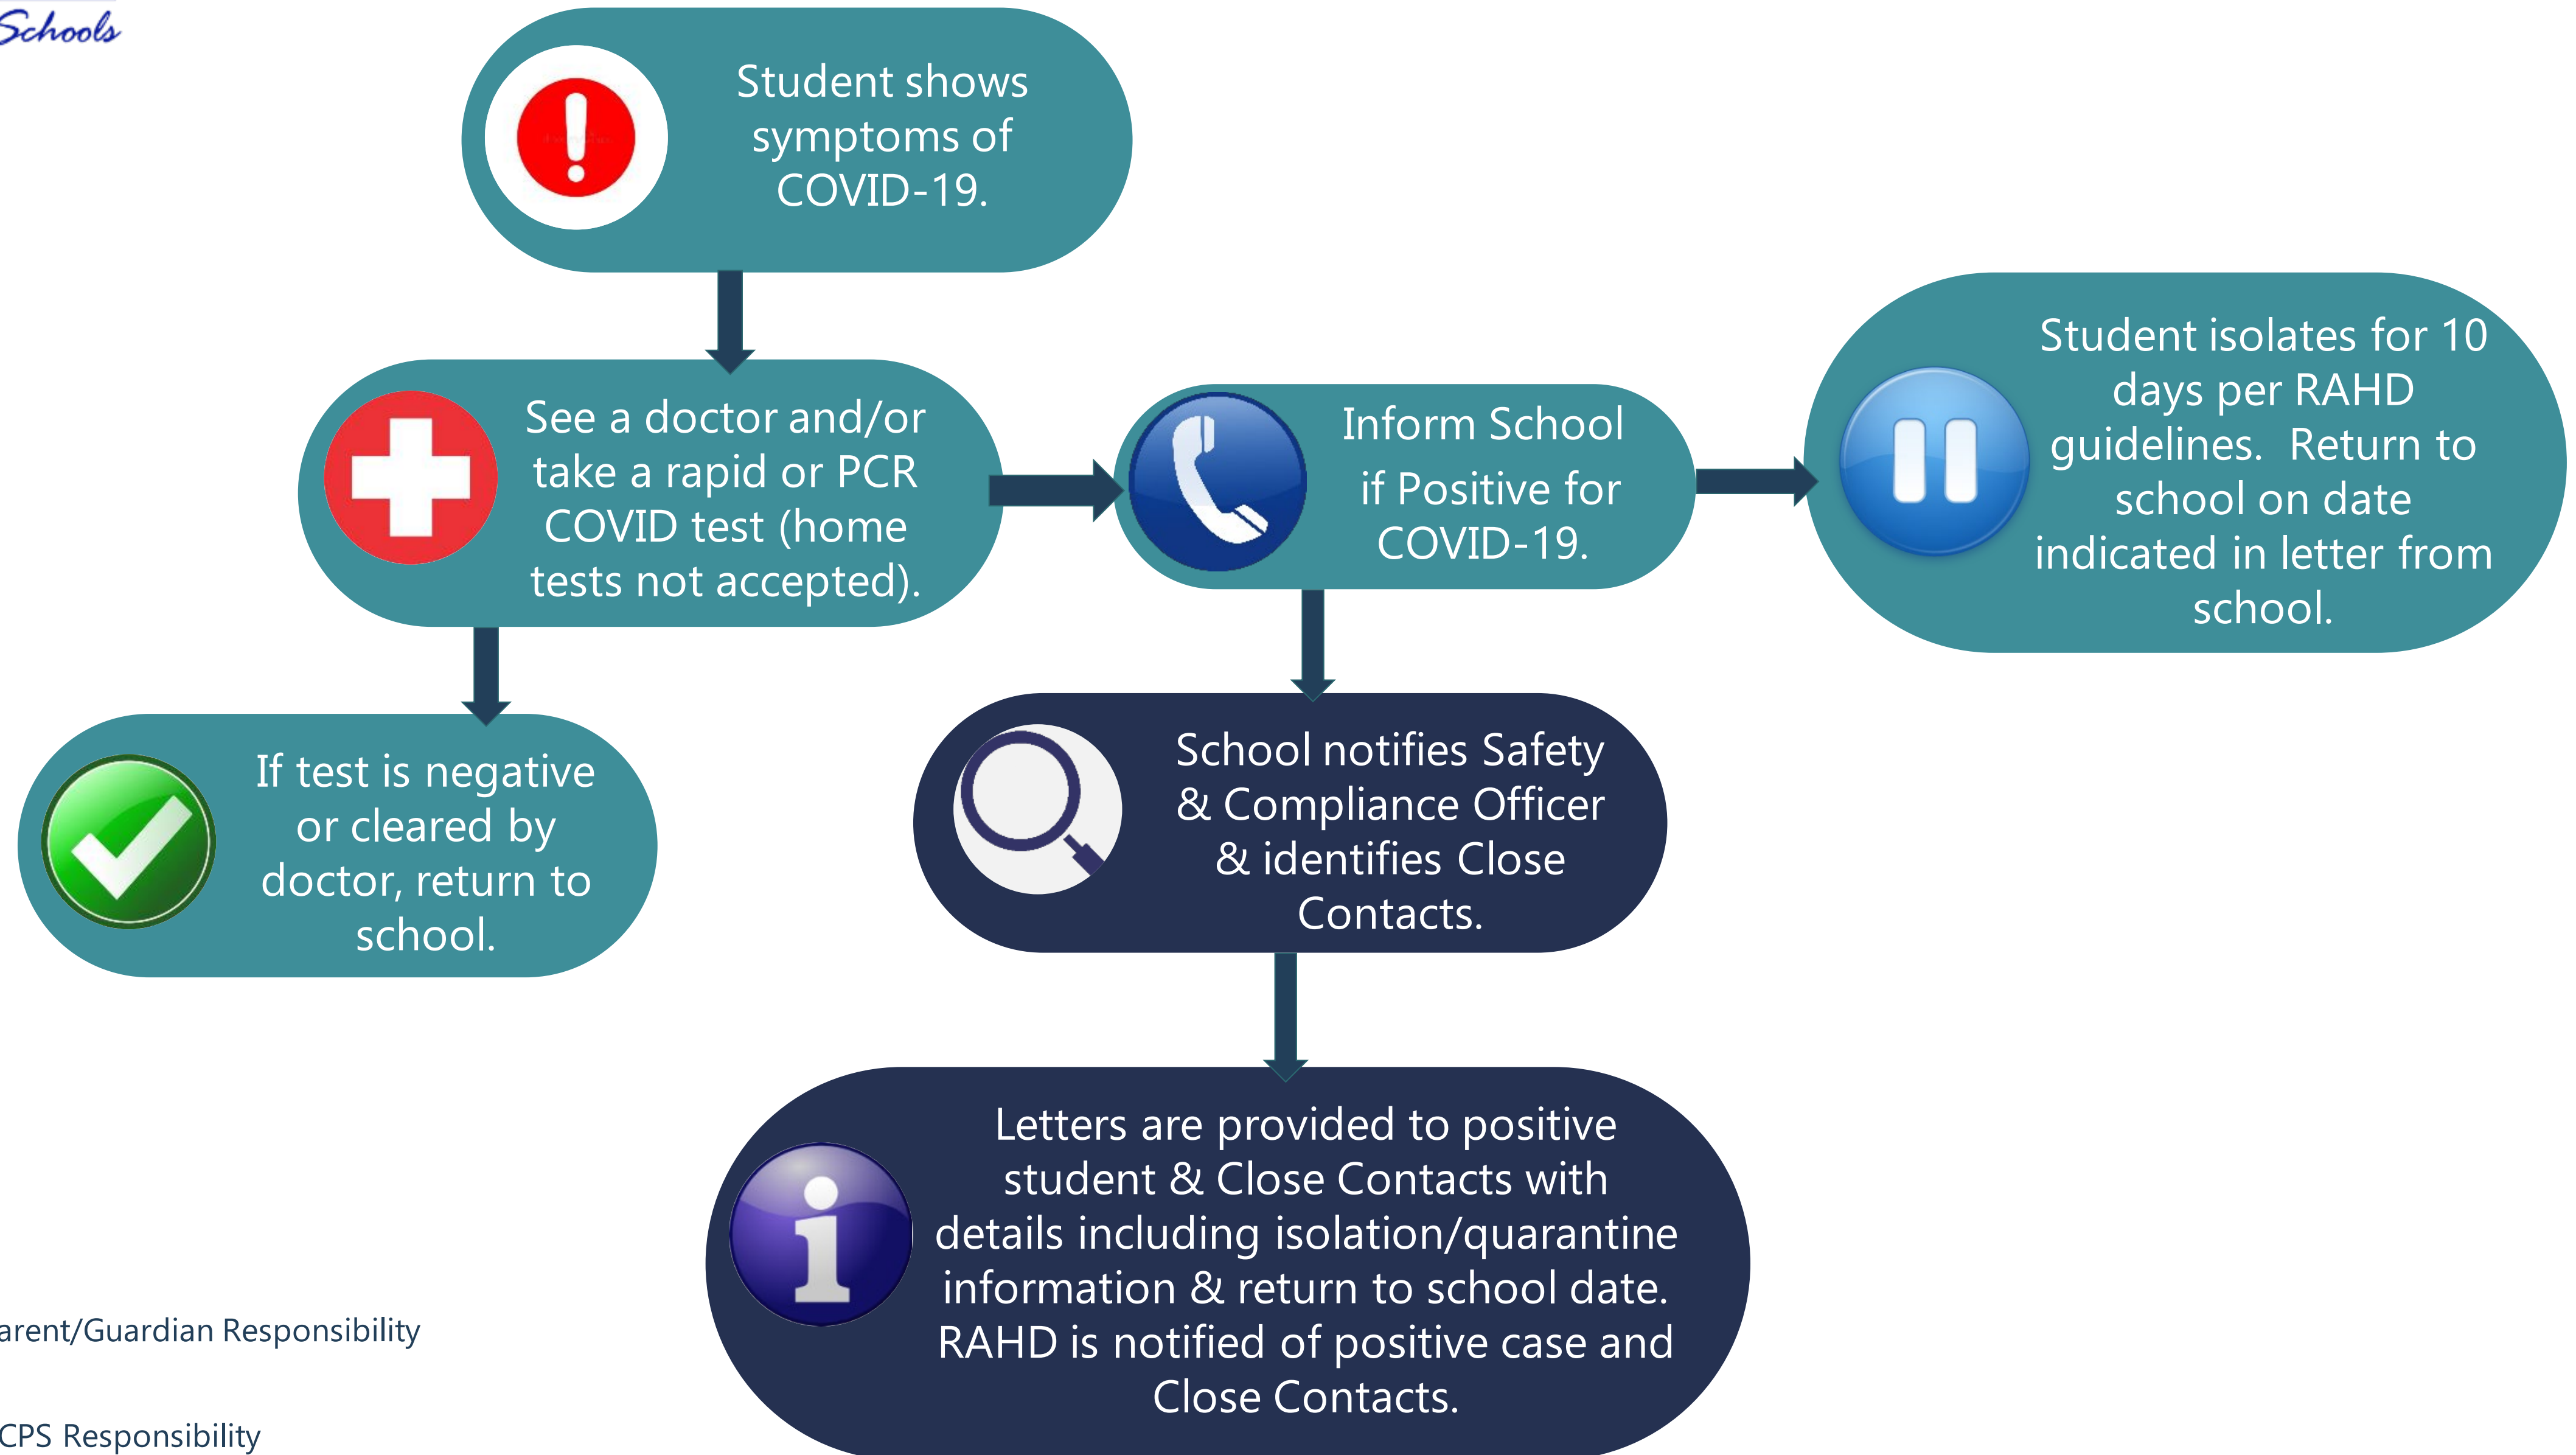 Schools
Student shows
symptoms of
COVID-19.
See a doctor and/or
take a rapid or PCR
COVID test (home
tests not accepted).
Inform School
if Positive for
COVID-19.
Student isolates for 10
days per RAHD
guidelines. Return to
school on date
indicated in letter from
school.
If test is negative
or cleared by
doctor, return to
school.
School notifies Safety
& Compliance Officer
& identifies Close
Contacts.
Letters are provided to positive
student & Close Contacts with
details including isolation/quarantine
information & return to school date.
RAHD is notified of positive case and
Close Contacts.
arent/Guardian Responsibility
CPS Responsibility